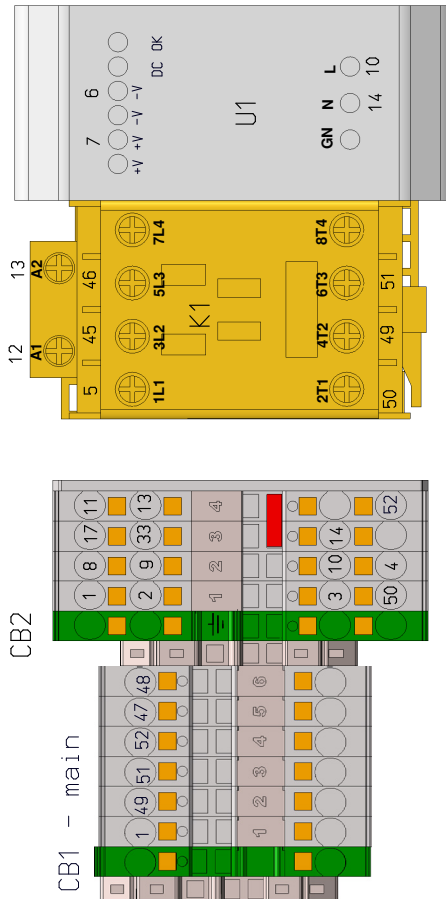 DC OK
6
-V
-V
7
+V
+V
U1
L
10
N
14
GN
13
A2
46
7L4
8T4
5L3
6T3
51
12
A1
45
K1
3L2
4T2
49
5
1L1
2T1
50
CB2
11
13
4
52
17
33
3
14
8
9
2
10
4
1
2
1
3
50
CB1 - main
48
6
47
5
52
4
51
3
49
2
1
1